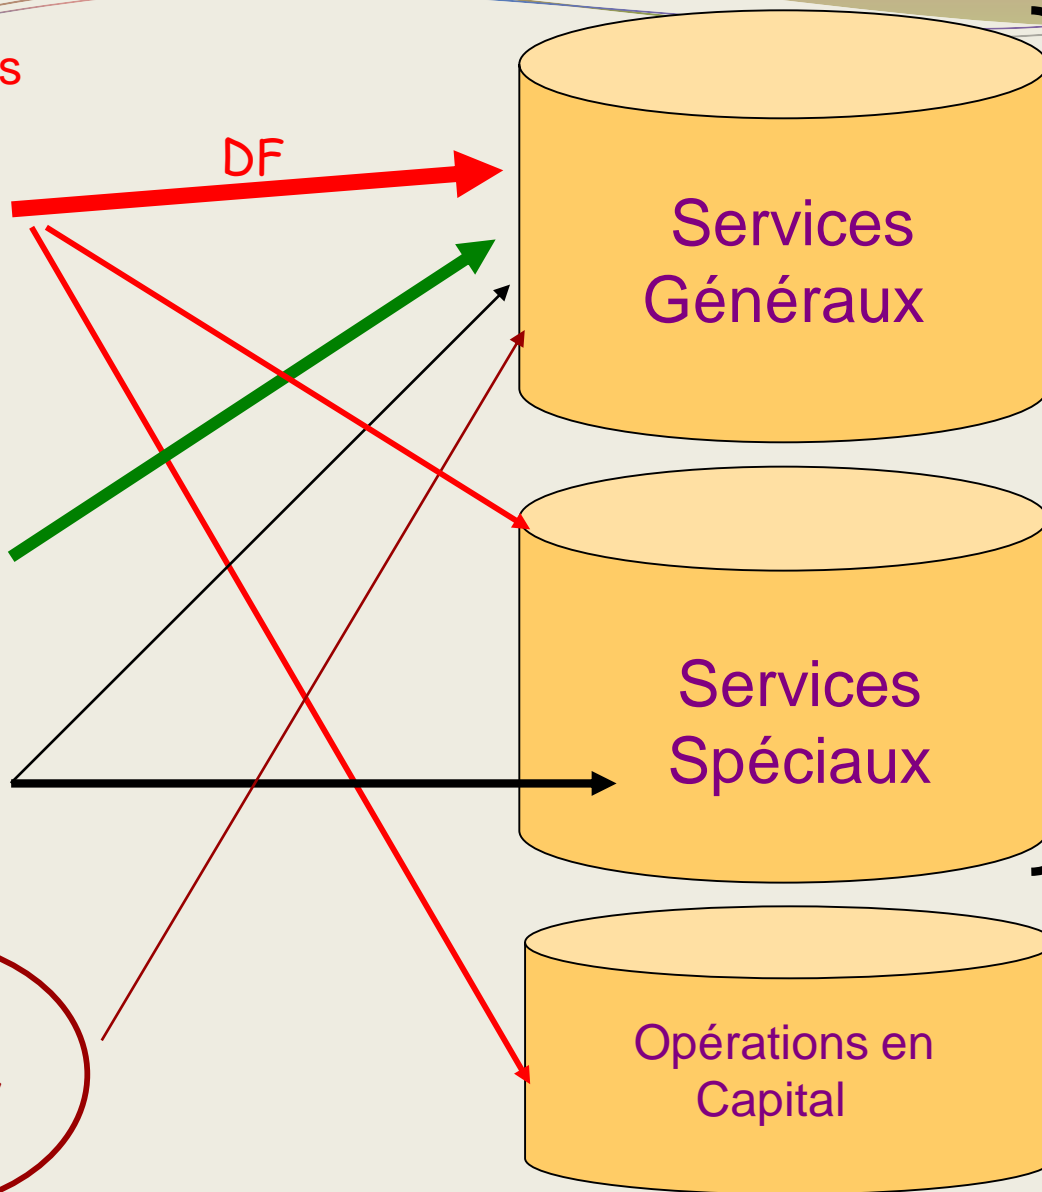 s
DF
Services
Généraux
Services
Spéciaux
Opérations en
Capital